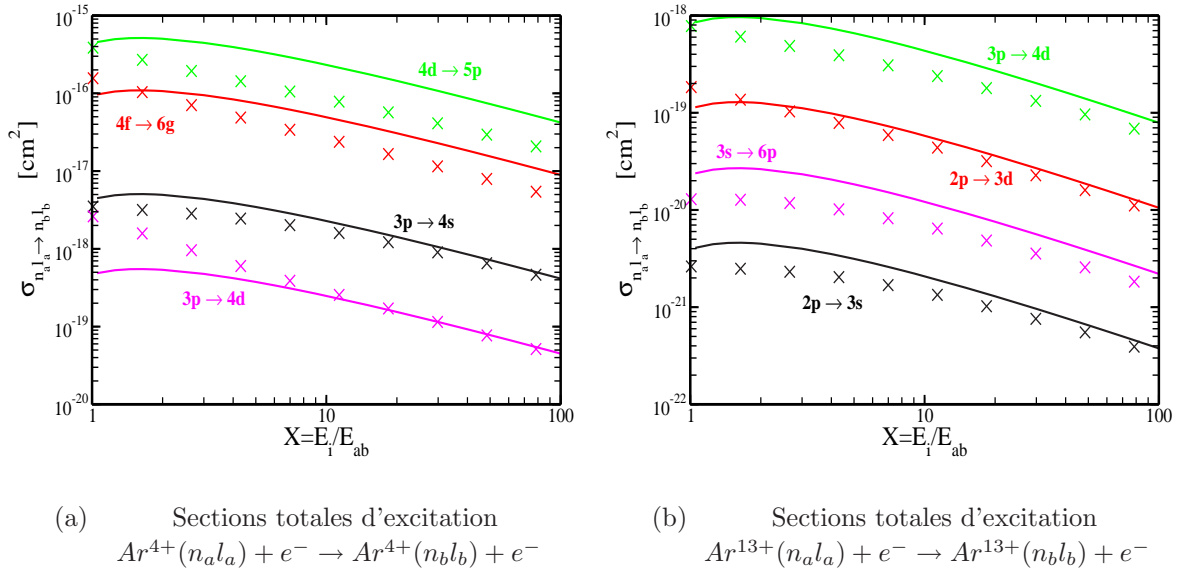 10^-15
10^-16
10^-17
10^-18
10^-19
10^-20
σ_{n_a l_a → n_b l_b} [cm^2]
4d → 5p
4f → 6g
3p → 4s
3p → 4d
1 10 100
X=E_i/E_ab
10^-18
10^-19
10^-20
10^-21
10^-22
σ_{n_a l_a → n_b l_b} [cm^2]
3p → 4d
3s → 6p
2p → 3d
2p → 3s
1 10 100
X=E_i/E_ab
(a) Sections totales d'excitation
Ar^{4+}(n_a l_a) + e^- → Ar^{4+}(n_b l_b) + e^-
(b) Sections totales d'excitation
Ar^{13+}(n_a l_a) + e^- → Ar^{13+}(n_b l_b) + e^-